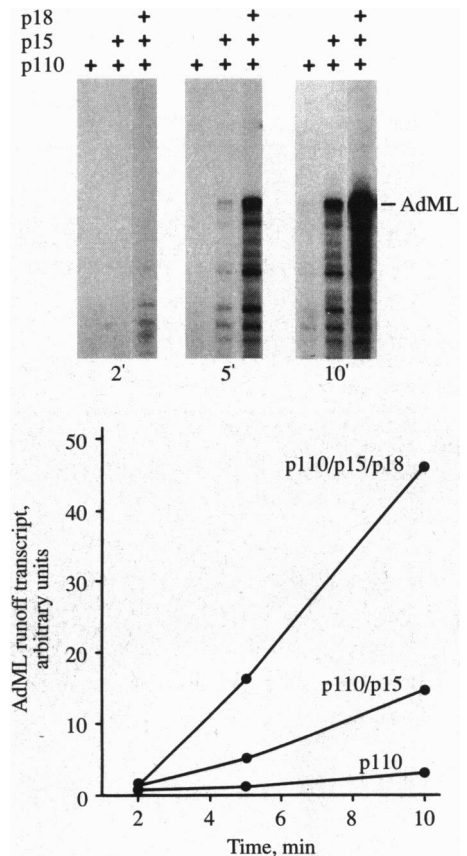 p18 +
p15 + +
p110 + + +
+
+ +
+ + +
+
+ +
+ + +
– AdML
2'
5'
10'
50
40
30
20
10
0
AdML runoff transcript,
arbitrary units
p110/p15/p18
p110/p15
p110
2
4
6
8
10
Time, min